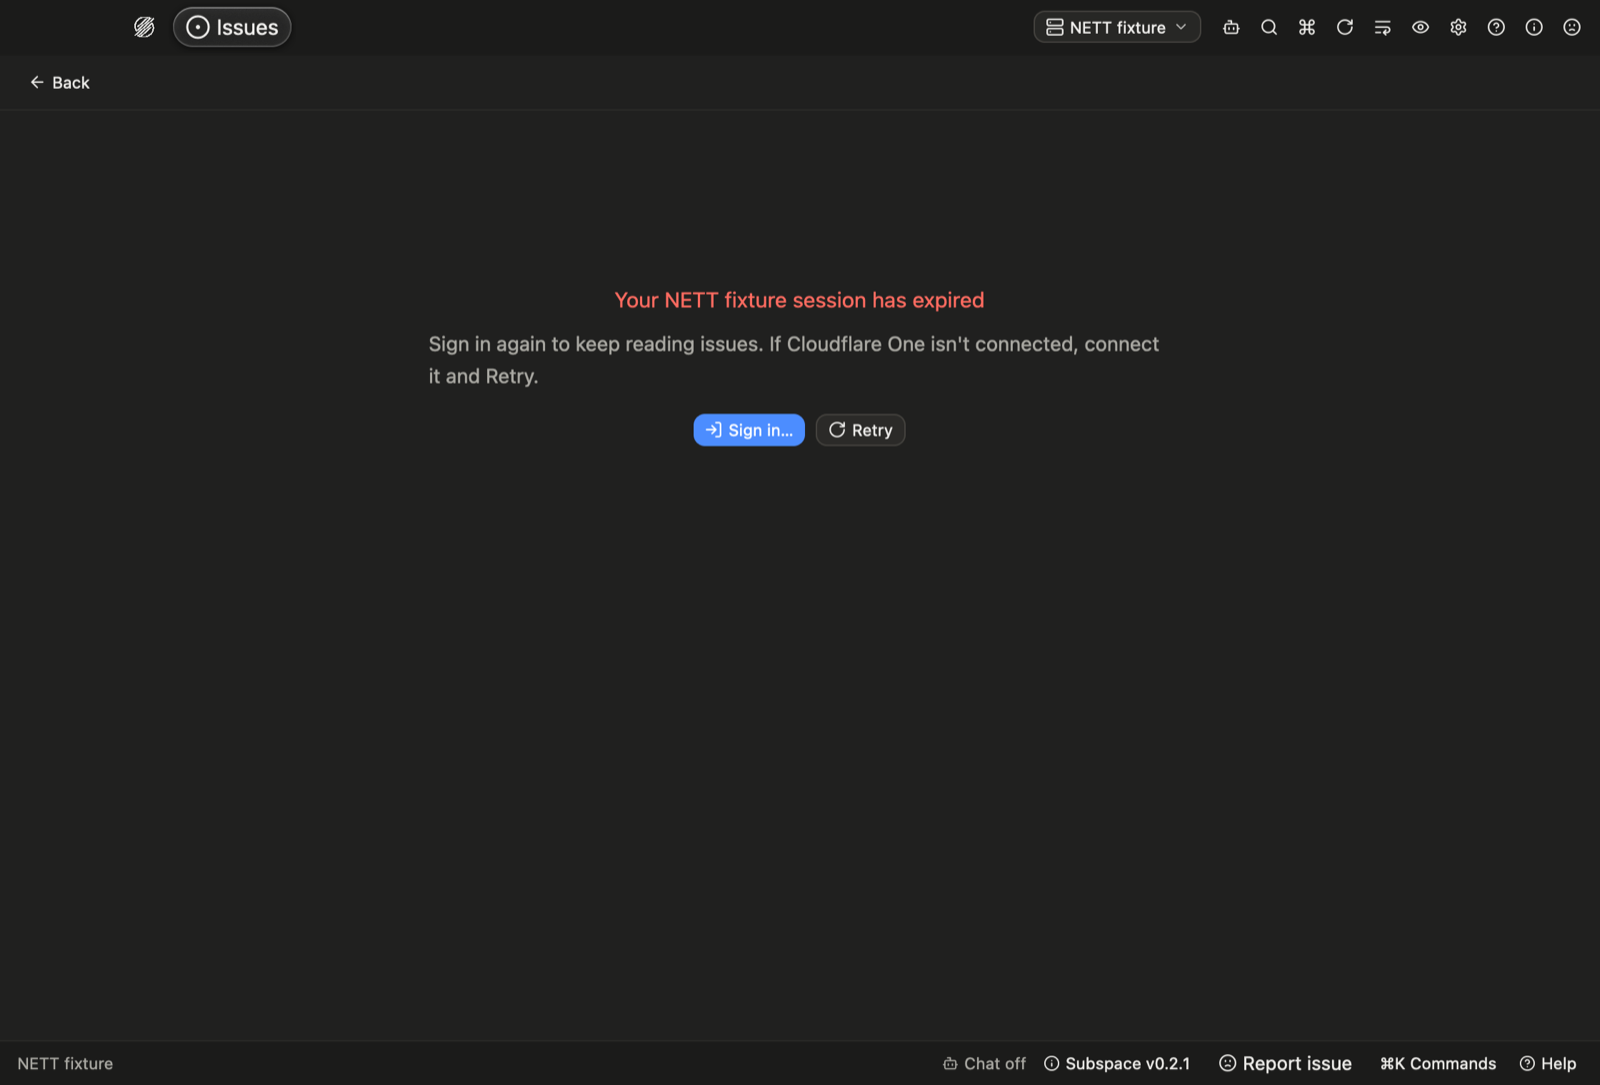 Issues
NETT fixture
Back
Your NETT fixture session has expired
Sign in again to keep reading issues. If Cloudflare One isn't connected, connect
it and Retry.
Sign in...
Retry
NETT fixture
Chat off
Subspace v0.2.1
Report issue
⌘K Commands
Help